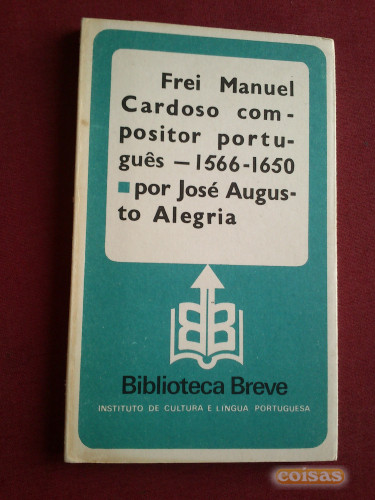 Frei Manuel
Cardoso com-
positor portu-
guês — 1566-1650
por José Augus-
to Alegria
BB
Biblioteca Breve
INSTITUTO DE CULTURA E LÍNGUA PORTUGUESA
coisas